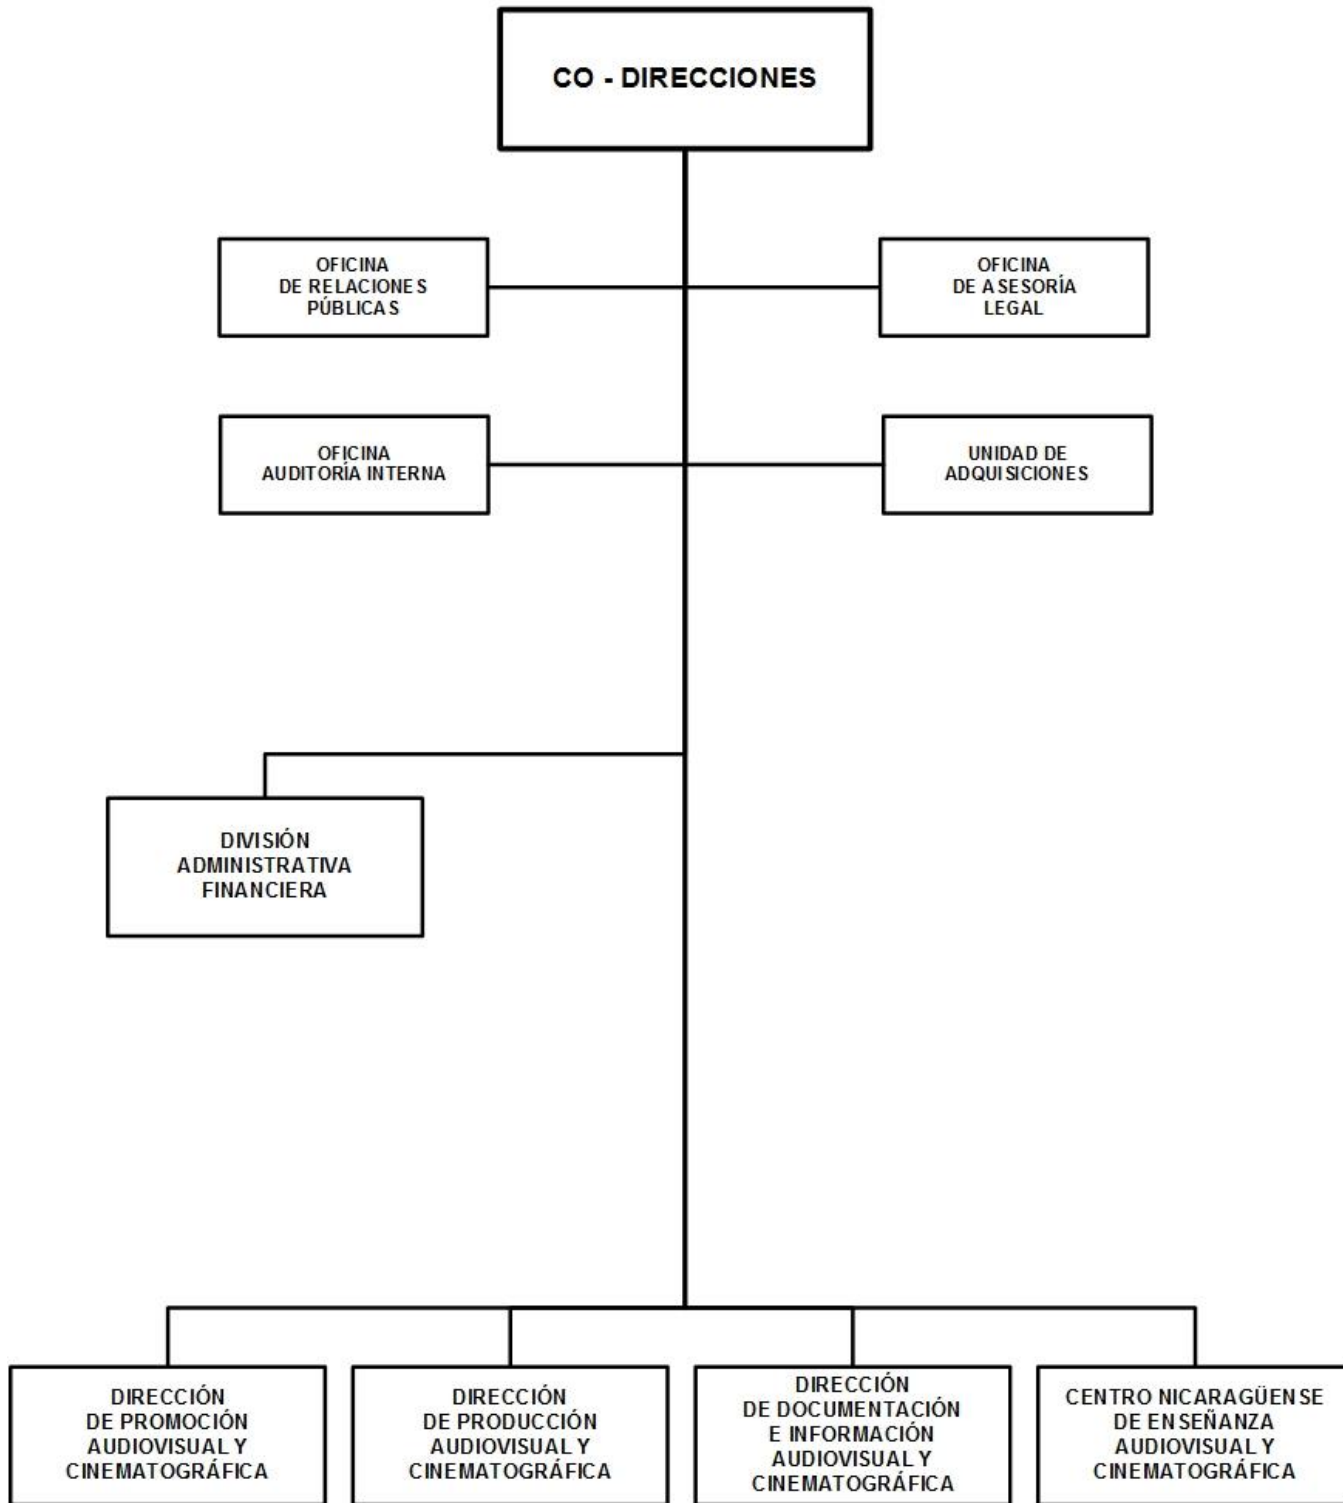 CO - DIRECCIONES
OFICINA
DE RELACIONES
PÚBLICAS
OFICINA
DE ASESORÍA
LEGAL
OFICINA
AUDITORÍA INTERNA
UNIDAD DE
ADQUISICIONES
DIVISIÓN
ADMINISTRATIVA
FINANCIERA
DIRECCIÓN
DE PROMOCIÓN
AUDIOVISUAL Y
CINEMATOGRÁFICA
DIRECCIÓN
DE PRODUCCIÓN
AUDIOVISUAL Y
CINEMATOGRÁFICA
DIRECCIÓN
DE DOCUMENTACIÓN
E INFORMACIÓN
AUDIOVISUAL Y
CINEMATOGRÁFICA
CENTRO NICARAGÜENSE
DE ENSEÑANZA
AUDIOVISUAL Y
CINEMATOGRÁFICA